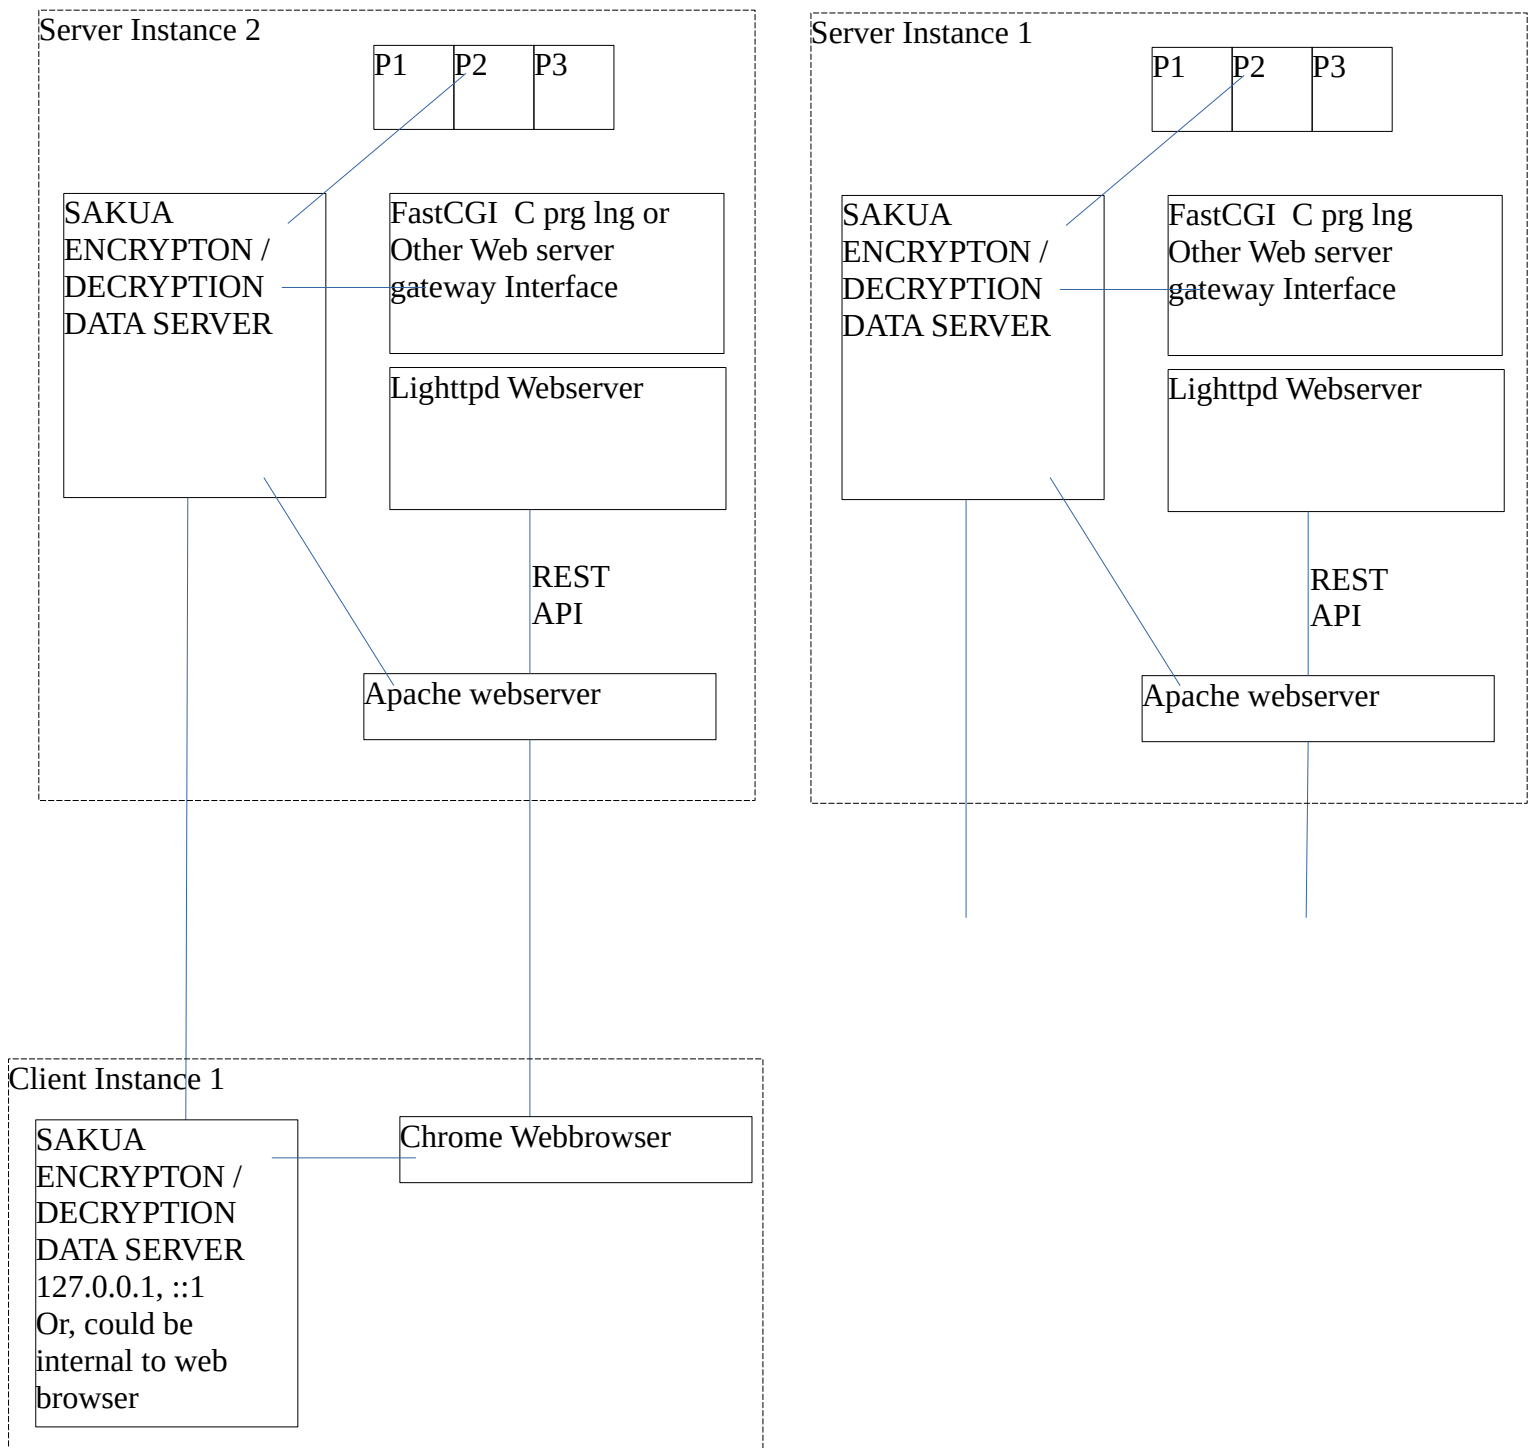 Server Instance 2
P1
P2
P3
SAKUA
ENCRYPTON /
DECRYPTION
DATA SERVER
FastCGI  C prg lng or
Other Web server
gateway Interface
Lighttpd Webserver
REST
API
Apache webserver
Server Instance 1
P1
P2
P3
SAKUA
ENCRYPTON /
DECRYPTION
DATA SERVER
FastCGI  C prg lng
Other Web server
gateway Interface
Lighttpd Webserver
REST
API
Apache webserver
Client Instance 1
SAKUA
ENCRYPTON /
DECRYPTION
DATA SERVER
127.0.0.1, ::1
Or, could be
internal to web
browser
Chrome Webbrowser